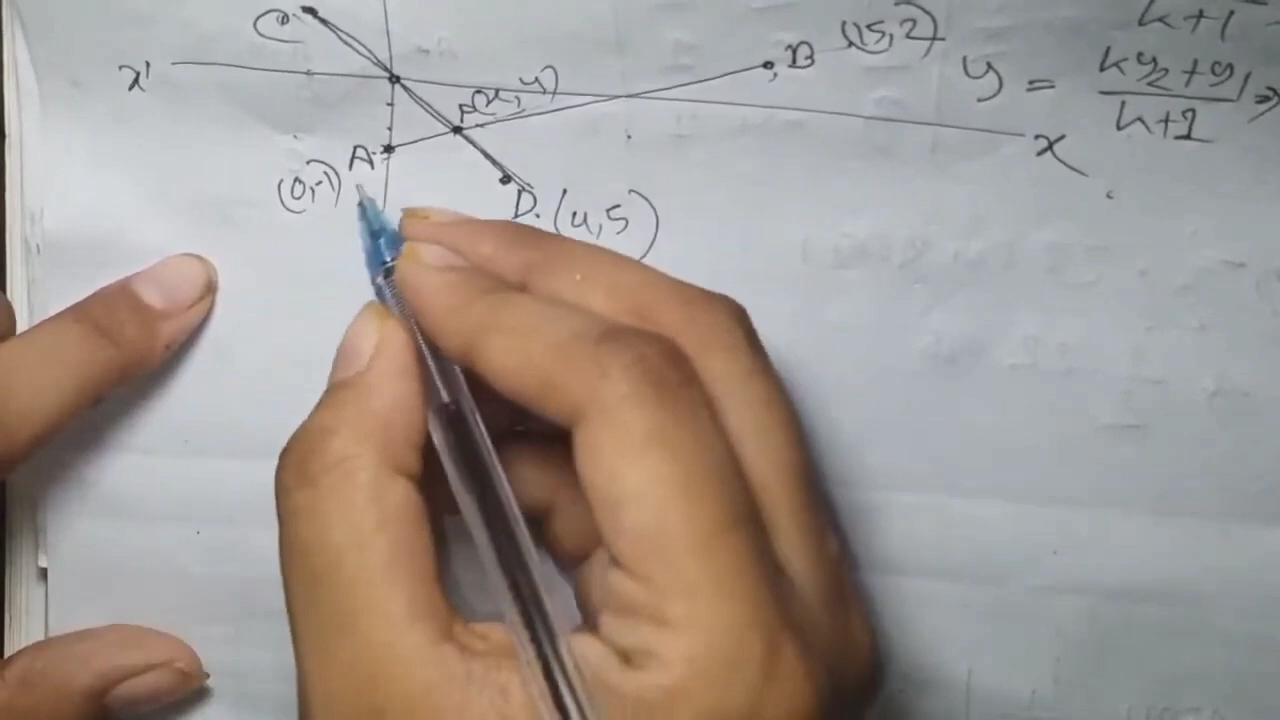 C
k+1
x'
P(x, y)
B (15, 2)
y = ky₂+y₁ / k+1 ⇒
A
(0,-1)
x
D. (4,5)